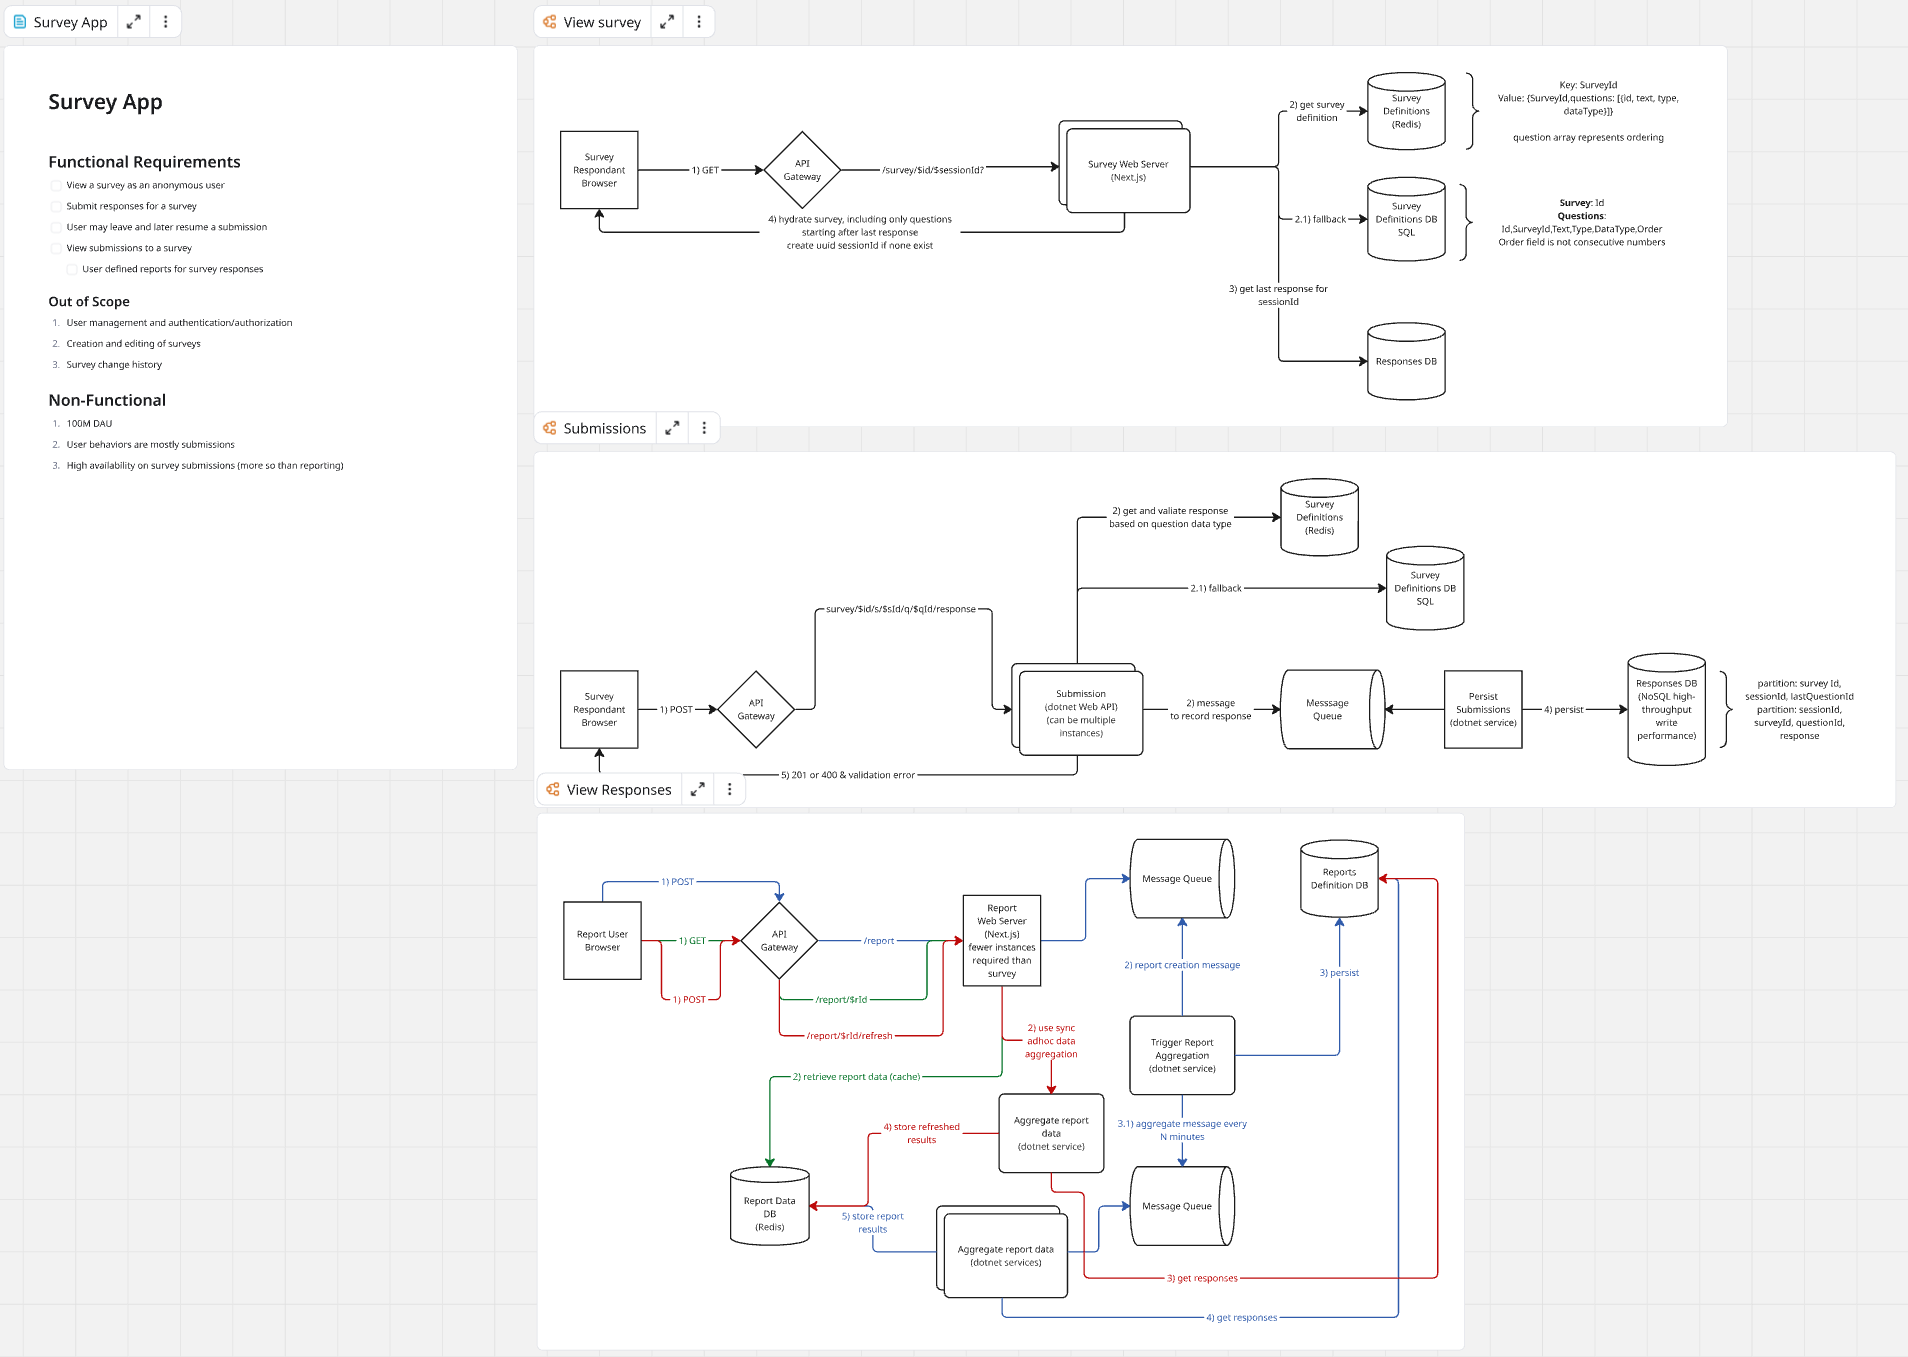 Survey App
Survey App
Functional Requirements
View a survey as an anonymous user
Submit responses for a survey
User may leave and later resume a submission
View submissions to a survey
User defined reports for survey responses
Out of Scope
1. User management and authentication/authorization
2. Creation and editing of surveys
3. Survey change history
Non-Functional
1. 100M DAU
2. User behaviors are mostly submissions
3. High availability on survey submissions (more so than reporting)
View survey
Survey
Respondant
Browser
1) GET
API
Gateway
/survey/$id/$sessionId?
Survey Web Server
(Next.js)
4) hydrate survey, including only questions
starting after last response
create uuid sessionId if none exist
2) get survey
definition
Survey
Definitions
(Redis)
Key: SurveyId
Value: {SurveyId,questions: [{id, text, type,
dataType}]}
question array represents ordering
2.1) fallback
Survey
Definitions DB
SQL
Survey: Id
Questions:
Id,SurveyId,Text,Type,DataType,Order
Order field is not consecutive numbers
3) get last response for
sessionId
Responses DB
Submissions
Survey
Respondant
Browser
1) POST
API
Gateway
survey/$id/s/$sId/q/$qId/response
Submission
(dotnet Web API)
(can be multiple
instances)
2) get and valiate response
based on question data type
Survey
Definitions
(Redis)
2.1) fallback
Survey
Definitions DB
SQL
2) message
to record response
Messsage
Queue
Persist
Submissions
(dotnet service)
4) persist
Responses DB
(NoSQL high-
throughput
write
performance)
partition: survey Id,
sessionId, lastQuestionId
partition: sessionId,
surveyId, questionId,
response
5) 201 or 400 & validation error
View Responses
Report User
Browser
1) POST
1) GET
1) POST
API
Gateway
/report
/report/$rId
/report/$rId/refresh
Report
Web Server
(Next.js)
fewer instances
required than
survey
Message Queue
Reports
Definition DB
2) report creation message
3) persist
Trigger Report
Aggregation
(dotnet service)
2) use sync
adhoc data
aggregation
2) retrieve report data (cache)
Aggregate report
data
(dotnet service)
3.1) aggregate message every
N minutes
4) store refreshed
results
Report Data
DB
(Redis)
5) store report
results
Aggregate report data
(dotnet services)
Message Queue
3) get responses
4) get responses